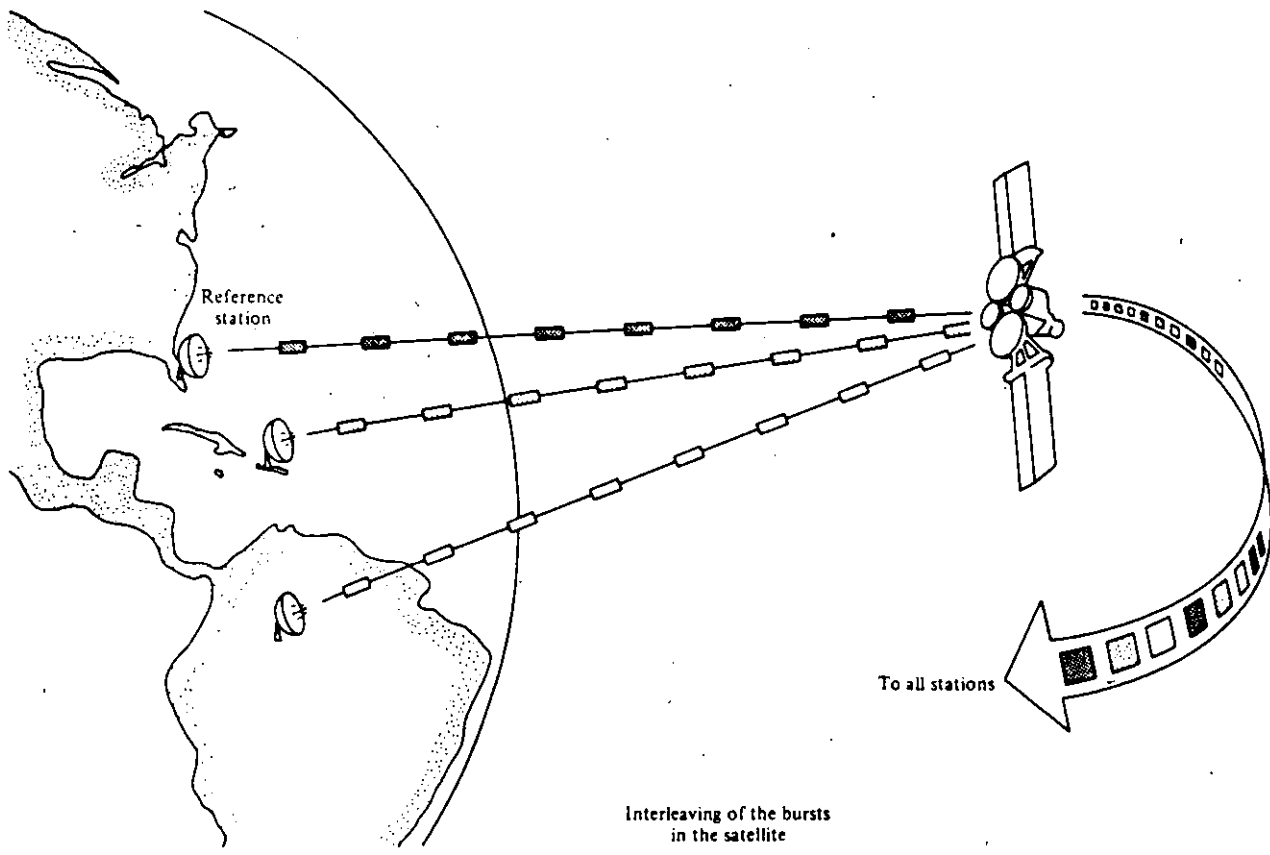 Reference
station
To all stations
Interleaving of the bursts
in the satellite